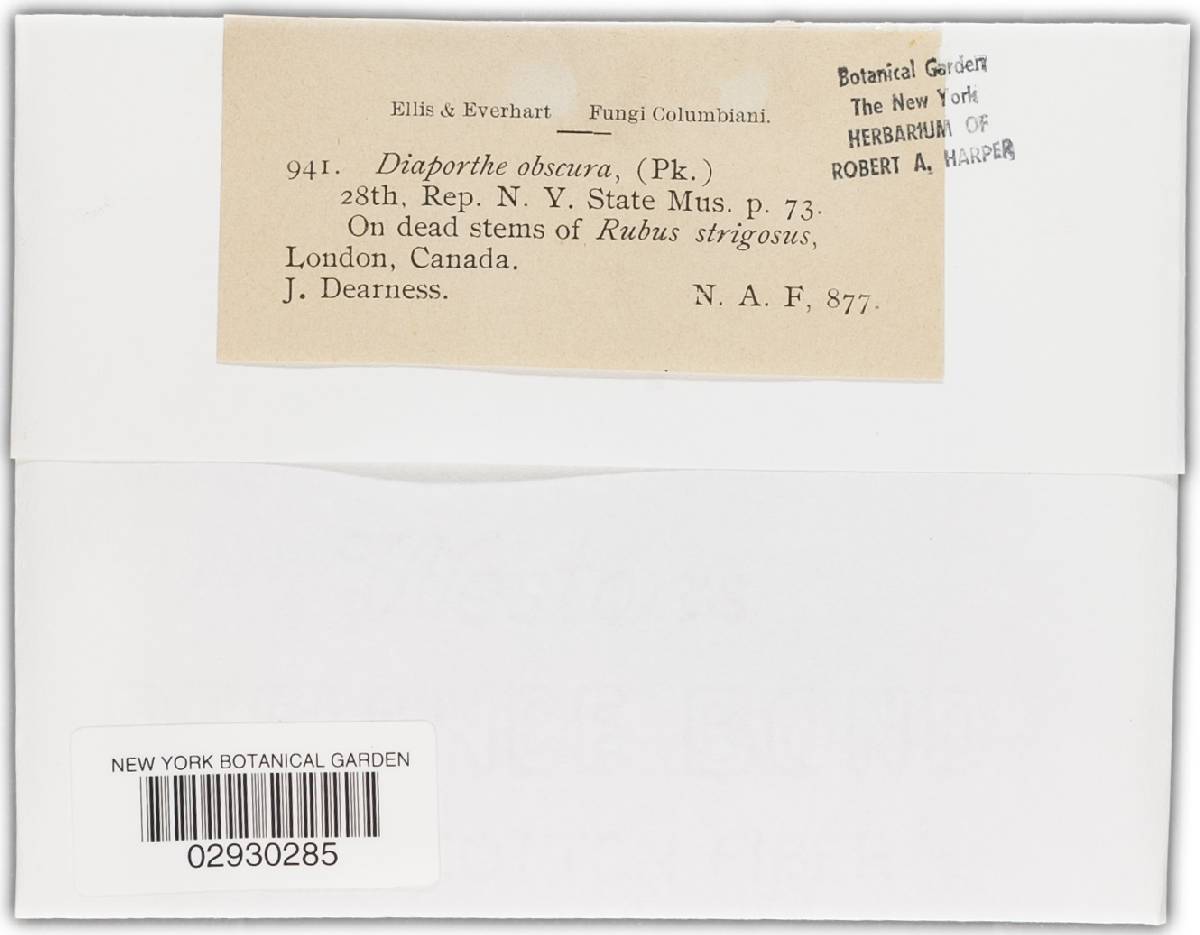 Ellis & Everhart Fungi Columbiani.
Botanical Garden
The New York
HERBARIUM OF
ROBERT A. HARPER
941. Diaporthe obscura, (Pk.)
28th, Rep. N. Y. State Mus. p. 73.
On dead stems of Rubus strigosus,
London, Canada.
J. Dearness. N. A. F, 877.
NEW YORK BOTANICAL GARDEN
02930285